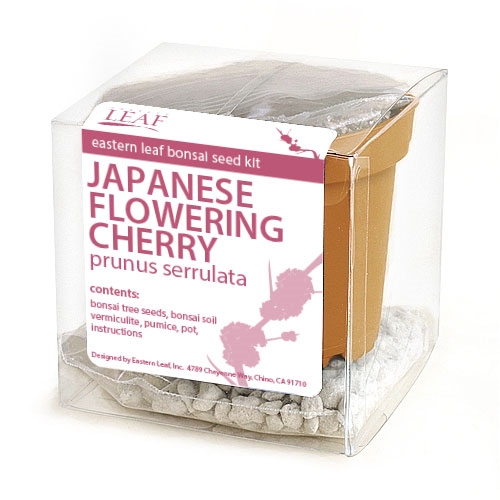 LEAF
eastern leaf bonsai seed kit
JAPANESE
FLOWERING
CHERRY
prunus serrulata
contents:
bonsai tree seeds, bonsai soil
vermiculite, pumice, pot,
instructions
Designed by Eastern Leaf, Inc. 4789 Cheyenne Way, Chino, CA 91710